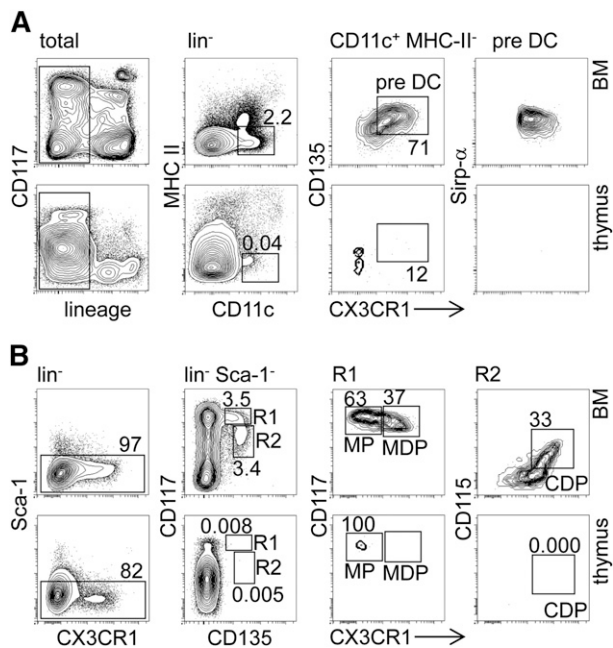 A
total lin⁻ CD11c⁺ MHC-II⁻ pre DC
CD117
MHC II
2.2
CD135
pre DC
71
Sirp-α
BM
0.04
12
thymus
lineage CD11c CX3CR1
B
lin⁻ lin⁻ Sca-1⁻ R1 R2
Sca-1
97
CD117
3.5
R1
R2
3.4
CD117
63 37
MP MDP
CD115
33
CDP
BM
82
0.008
R1
R2
0.005
100
MP MDP
0.000
CDP
thymus
CX3CR1 CD135 CX3CR1